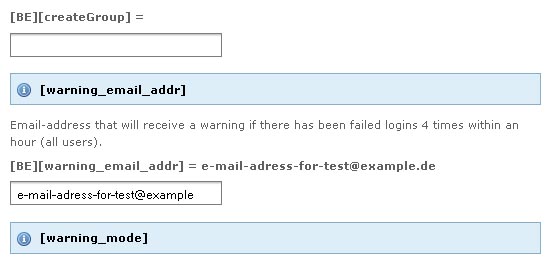 [BE][createGroup] =
[warning_email_addr]
Email-address that will receive a warning if there has been failed logins 4 times within an
hour (all users).
[BE][warning_email_addr] = e-mail-adress-for-test@example.de
e-mail-adress-for-test@example
[warning_mode]